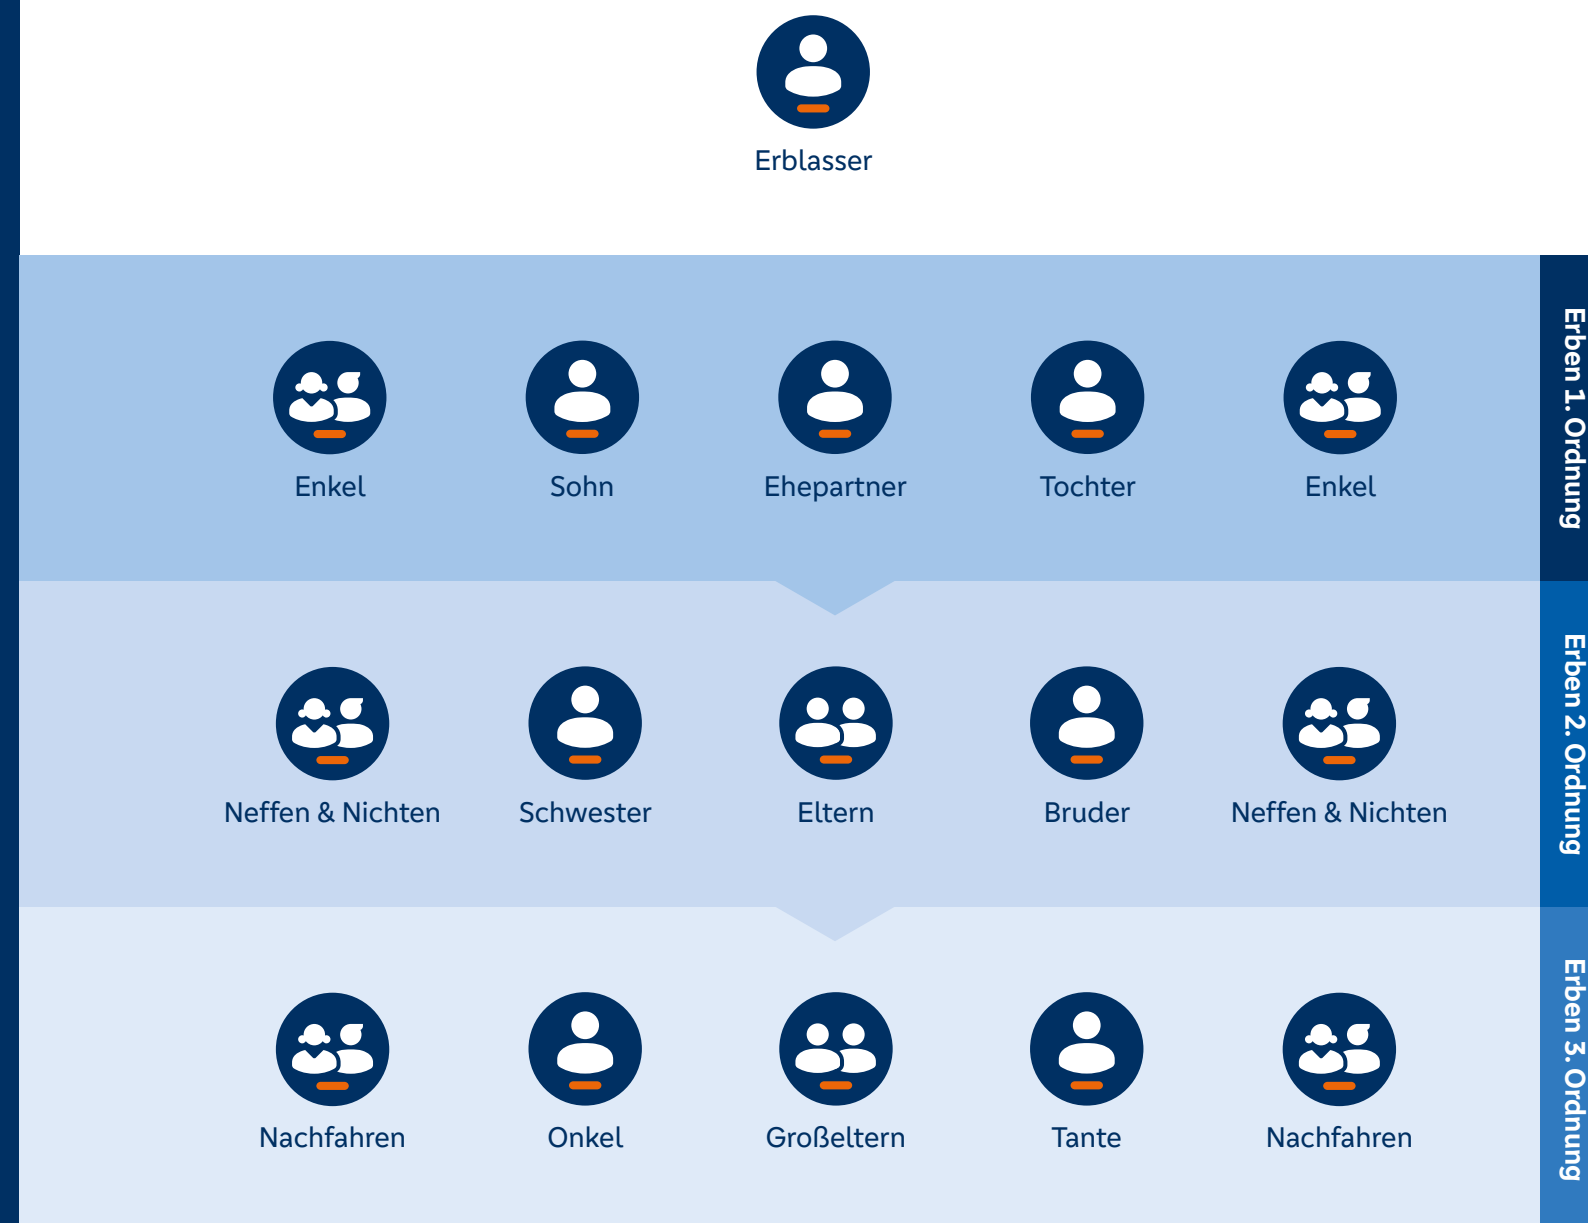 Erblasser
Erben 1. Ordnung
Enkel
Sohn
Ehepartner
Tochter
Enkel
Erben 2. Ordnung
Neffen & Nichten
Schwester
Eltern
Bruder
Neffen & Nichten
Erben 3. Ordnung
Nachfahren
Onkel
Großeltern
Tante
Nachfahren